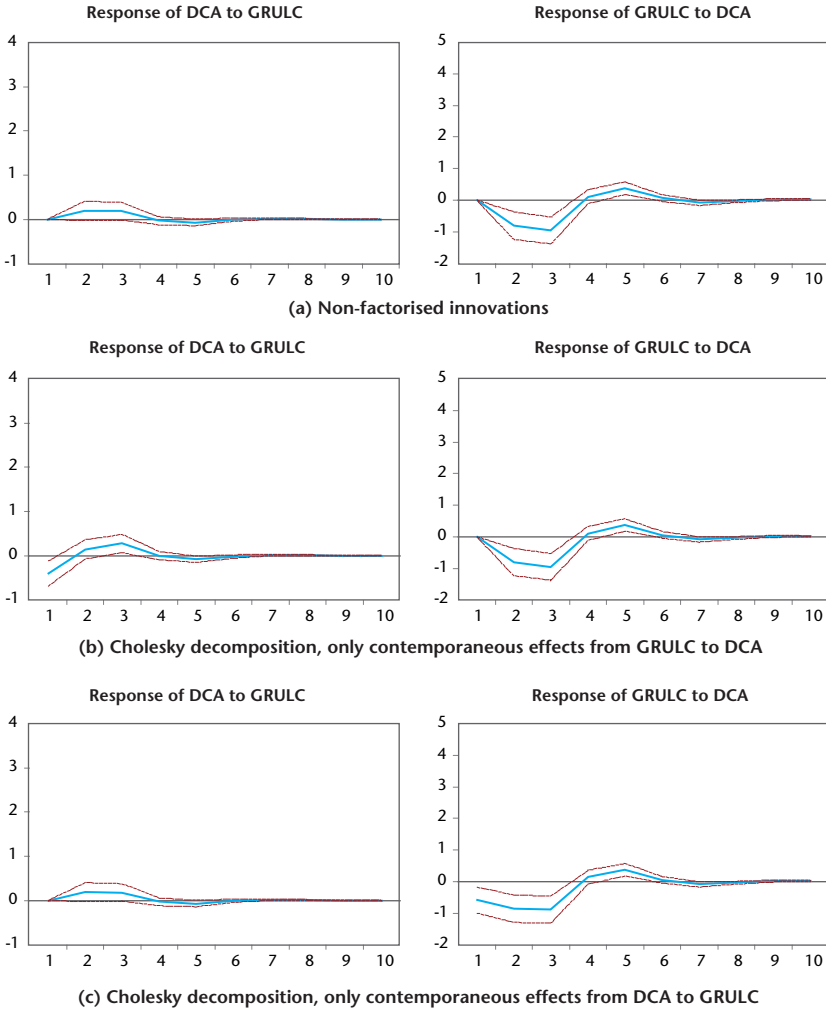 Response of DCA to GRULC
Response of GRULC to DCA
4
3
2
1
0
-1
1 2 3 4 5 6 7 8 9 10
5
4
3
2
1
0
-1
-2
1 2 3 4 5 6 7 8 9 10
(a) Non-factorised innovations
Response of DCA to GRULC
Response of GRULC to DCA
4
3
2
1
0
-1
1 2 3 4 5 6 7 8 9 10
5
4
3
2
1
0
-1
-2
1 2 3 4 5 6 7 8 9 10
(b) Cholesky decomposition, only contemporaneous effects from GRULC to DCA
Response of DCA to GRULC
Response of GRULC to DCA
4
3
2
1
0
-1
1 2 3 4 5 6 7 8 9 10
5
4
3
2
1
0
-1
-2
1 2 3 4 5 6 7 8 9 10
(c) Cholesky decomposition, only contemporaneous effects from DCA to GRULC